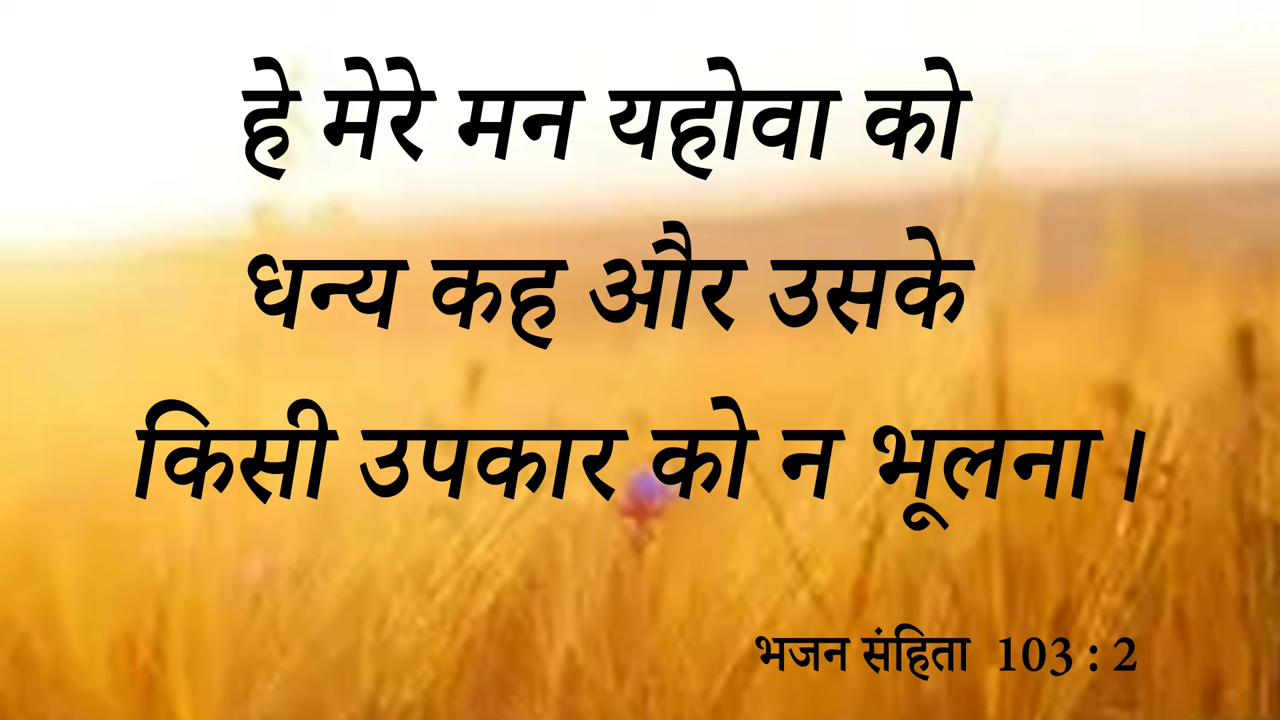 हे मेरे मन यहोवा को
धन्य कह और उसके
किसी उपकार को न भूलना।
भजन संहिता 103 : 2